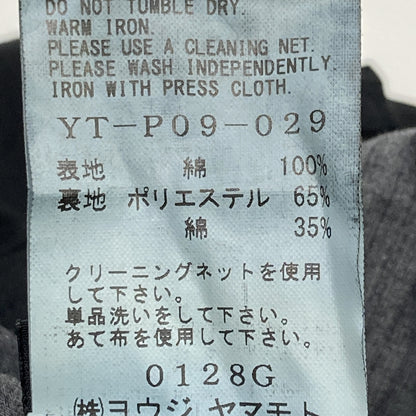 DO NOT TUMBLE DRY.
WARM IRON.
PLEASE USE A CLEANING NET.
PLEASE WASH INDEPENDENTLY
IRON WITH PRESS CLOTH.
YT-P09-029
表地 綿 100%
裏地 ポリエステル 65%
綿 35%
クリーニングネットを使用
して下さい。
単品洗いをして下さい。
あて布を使用して下さい。
0128G
(株)ヨウジ ヤマモト